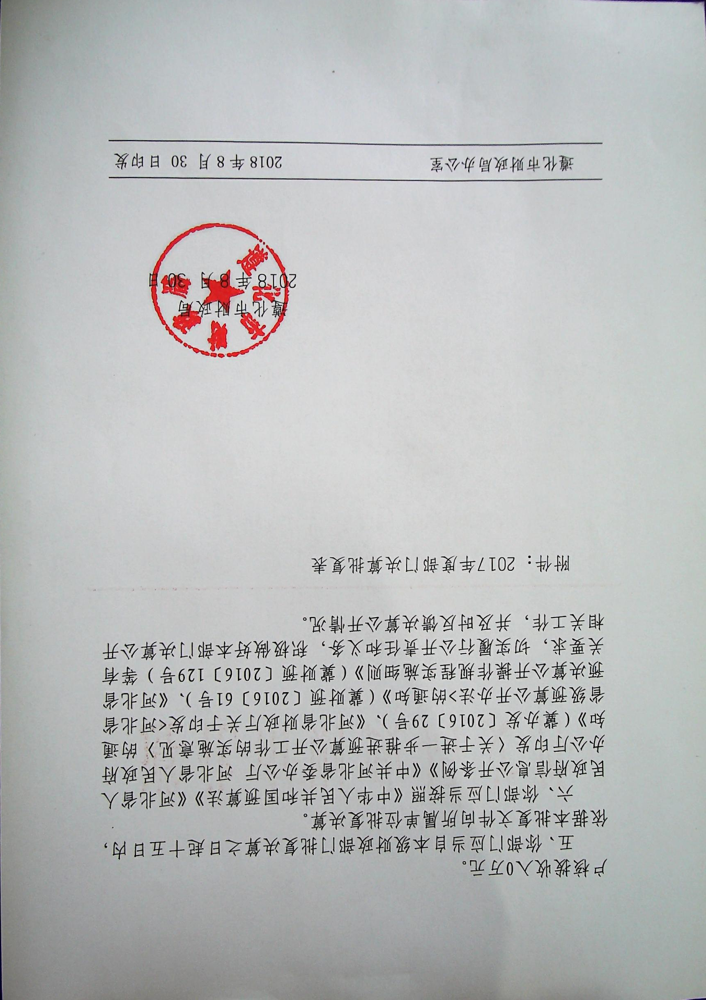 户核拨收入0万元。
五、你部门应当自本级财政部门批复决算之日起十五日内，
依据本批复文件向所属单位批复决算。
六、你部门应当按照《中华人民共和国预算法》《河北省人
民政府信息公开条例》《中共河北省委办公厅 河北省人民政府
办公厅印发〈关于进一步推进预算公开工作的实施意见〉的通
知》（冀办发〔2016〕29号）、《河北省财政厅关于印发<河北省
省级预算公开办法>的通知》（冀财预〔2016〕61号）、《河北省
预决算公开操作规程实施细则》（冀财预〔2016〕129号）等有
关要求，切实履行公开责任和义务，积极做好本部门决算公开
相关工作，并及时反馈决算公开情况。
附件：2017年度部门决算批复表
遵化市财政局
2018年8月30日
遵化市财政局
遵化市财政局办公室 2018年8月30日印发